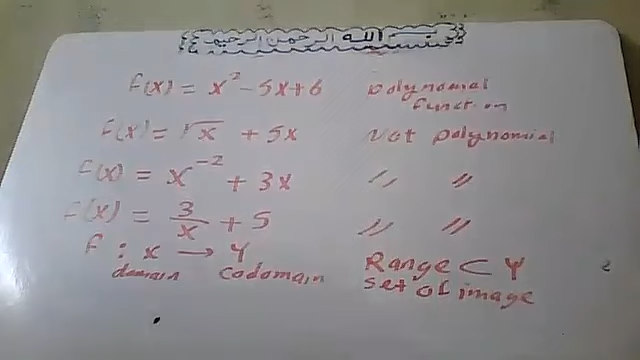 بسم الله الرحمن الرحيم
f(x) = x² - 5x + 6 polynomial function
f(x) = √x + 5x not polynomial
f(x) = x⁻² + 3x // //
f(x) = 3/x + 5 // //
f : x → Y Range ⊂ Y
domain codomain set of image